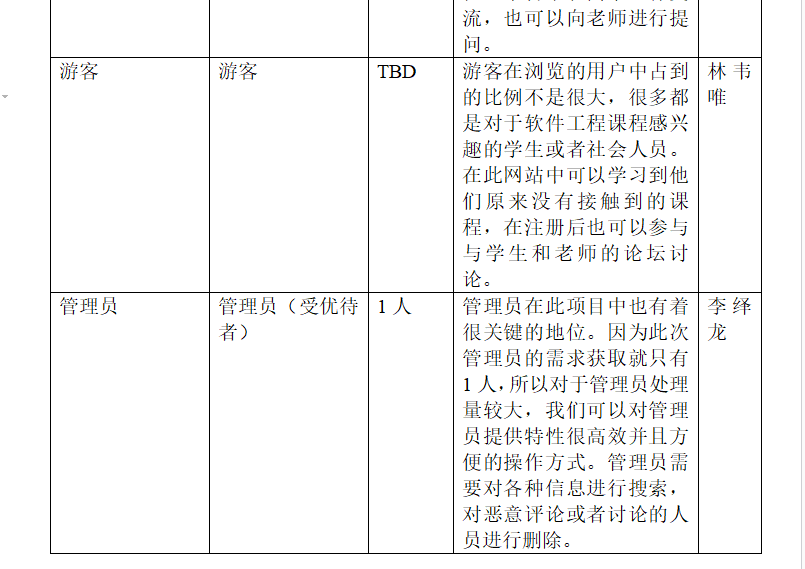 流，也可以向老师进行提
问。
游客
游客
TBD
游客在浏览的用户中占到
的比例不是很大，很多都
是对于软件工程课程感兴
趣的学生或者社会人员。
在此网站中可以学习到他
们原来没有接触到的课
程，在注册后也可以参与
与学生和老师的论坛讨
论。
林韦
唯
管理员
管理员（受优待
者）
1 人
管理员在此项目中也有着
很关键的地位。因为此次
管理员的需求获取就只有
1 人，所以对于管理员处理
量较大，我们可以对管理
员提供特性很高效并且方
便的操作方式。管理员需
要对各种信息进行搜索，
对恶意评论或者讨论的人
员进行删除。
李绎
龙